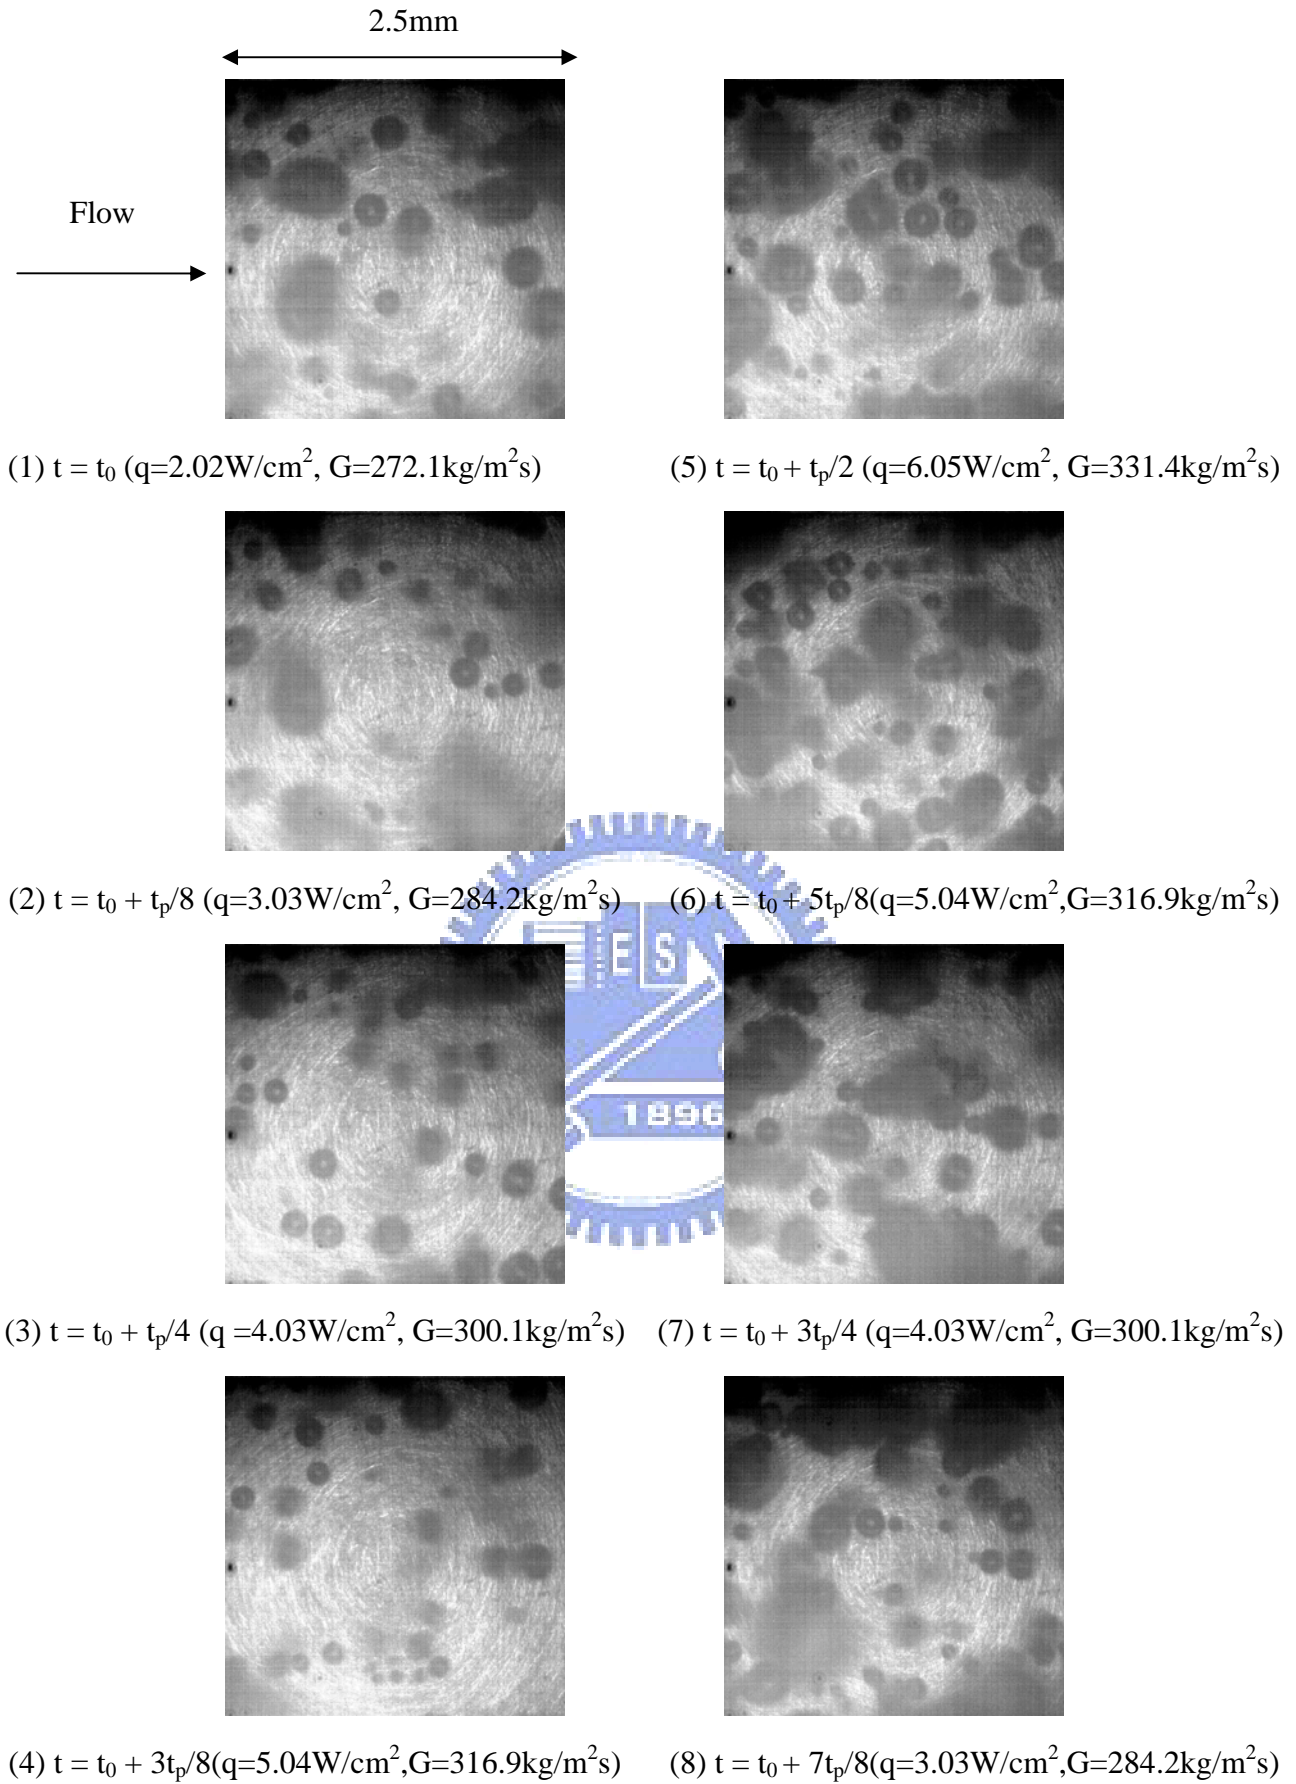 2.5mm
Flow
(1) t = t₀ (q=2.02W/cm², G=272.1kg/m²s)
(5) t = t₀ + tₚ/2 (q=6.05W/cm², G=331.4kg/m²s)
(2) t = t₀ + tₚ/8 (q=3.03W/cm², G=284.2kg/m²s)
(6) t = t₀ + 5tₚ/8(q=5.04W/cm²,G=316.9kg/m²s)
ES
1896
(3) t = t₀ + tₚ/4 (q =4.03W/cm², G=300.1kg/m²s)
(7) t = t₀ + 3tₚ/4 (q=4.03W/cm², G=300.1kg/m²s)
(4) t = t₀ + 3tₚ/8(q=5.04W/cm²,G=316.9kg/m²s)
(8) t = t₀ + 7tₚ/8(q=3.03W/cm²,G=284.2kg/m²s)